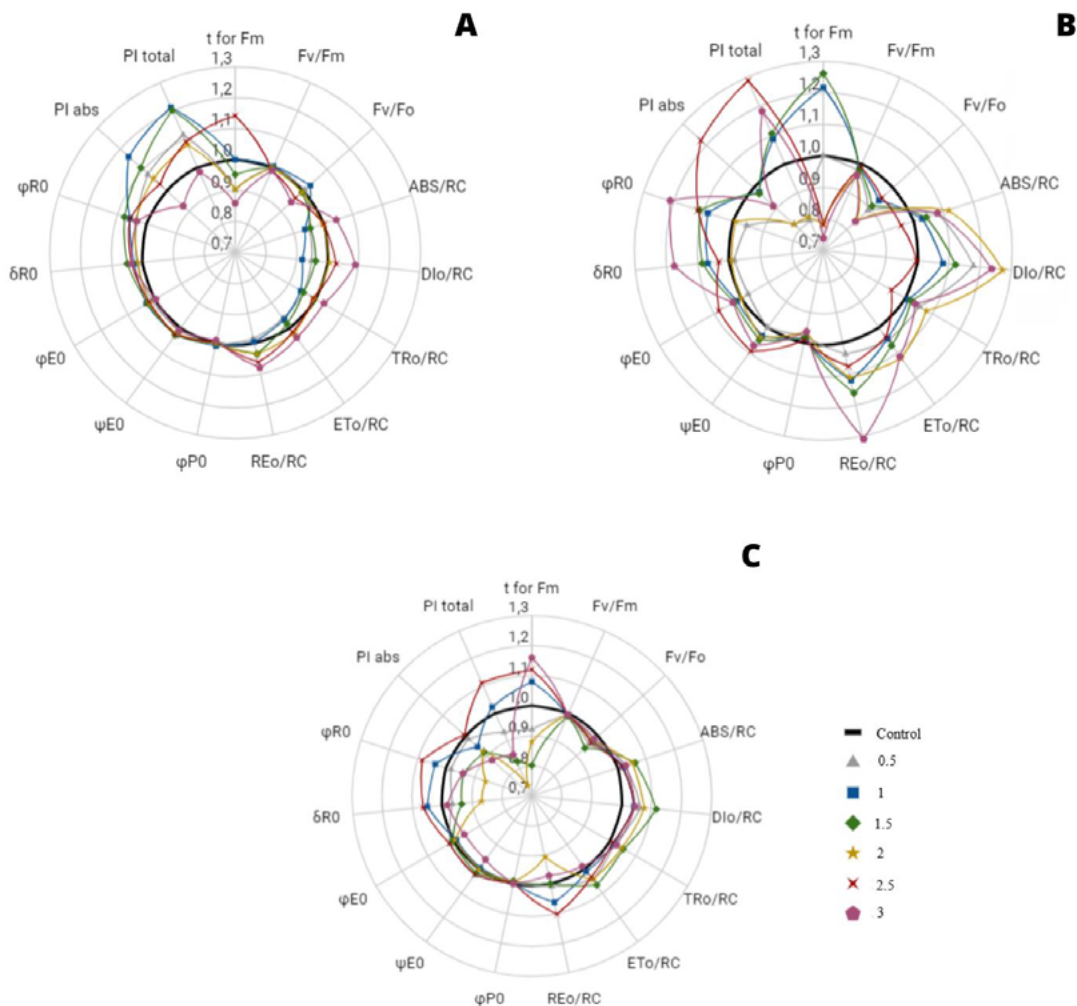 A
t for Fm
1,3
1,2
1,1
1,0
0,9
0,8
0,7
Fv/Fm
Fv/Fo
ABS/RC
DIo/RC
TRo/RC
ETo/RC
REo/RC
φP0
ψE0
φE0
δR0
φR0
PI abs
PI total
B
t for Fm
1,3
1,2
1,1
1,0
0,9
0,8
0,7
Fv/Fm
Fv/Fo
ABS/RC
DIo/RC
TRo/RC
ETo/RC
REo/RC
φP0
ψE0
φE0
δR0
φR0
PI abs
PI total
C
t for Fm
1,3
1,2
1,1
1,0
0,9
0,8
0,7
Fv/Fm
Fv/Fo
ABS/RC
DIo/RC
TRo/RC
ETo/RC
REo/RC
φP0
ψE0
φE0
δR0
φR0
PI abs
PI total
Control
0.5
1
1.5
2
2.5
3